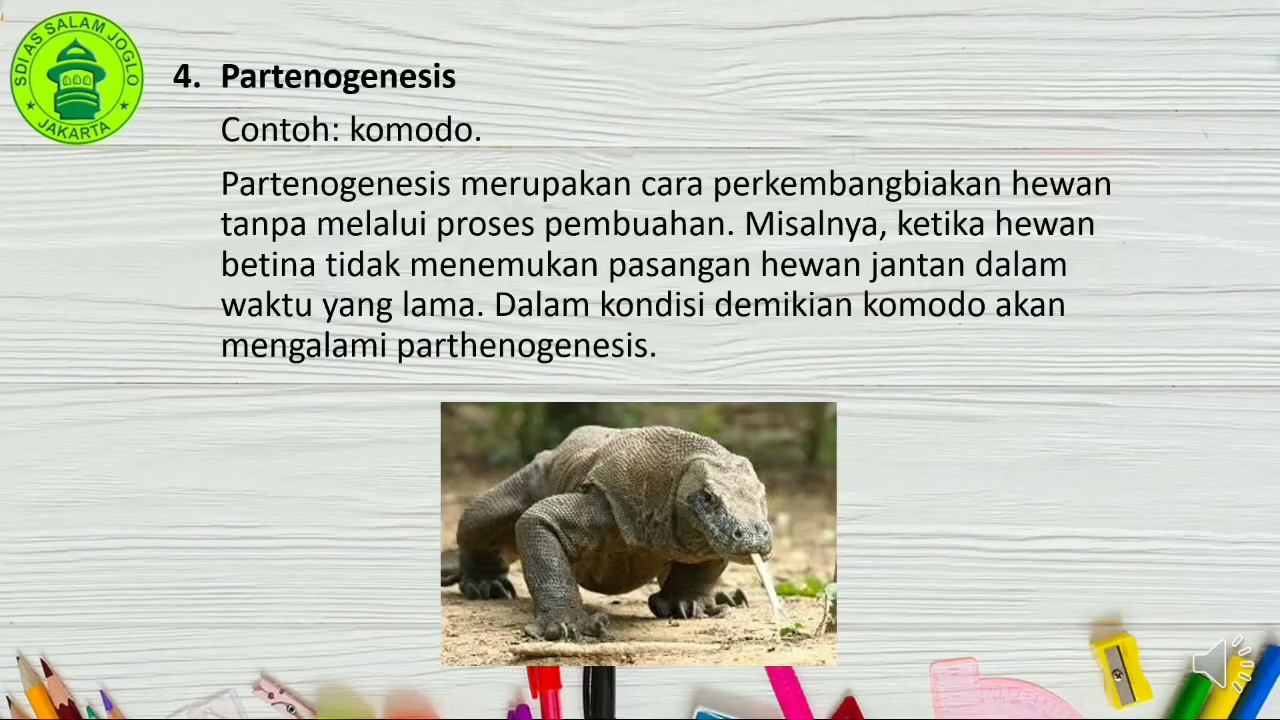 SDI AS SALAM JOGLO
JAKARTA
4. Partenogenesis
Contoh: komodo.
Partenogenesis merupakan cara perkembangbiakan hewan
tanpa melalui proses pembuahan. Misalnya, ketika hewan
betina tidak menemukan pasangan hewan jantan dalam
waktu yang lama. Dalam kondisi demikian komodo akan
mengalami parthenogenesis.